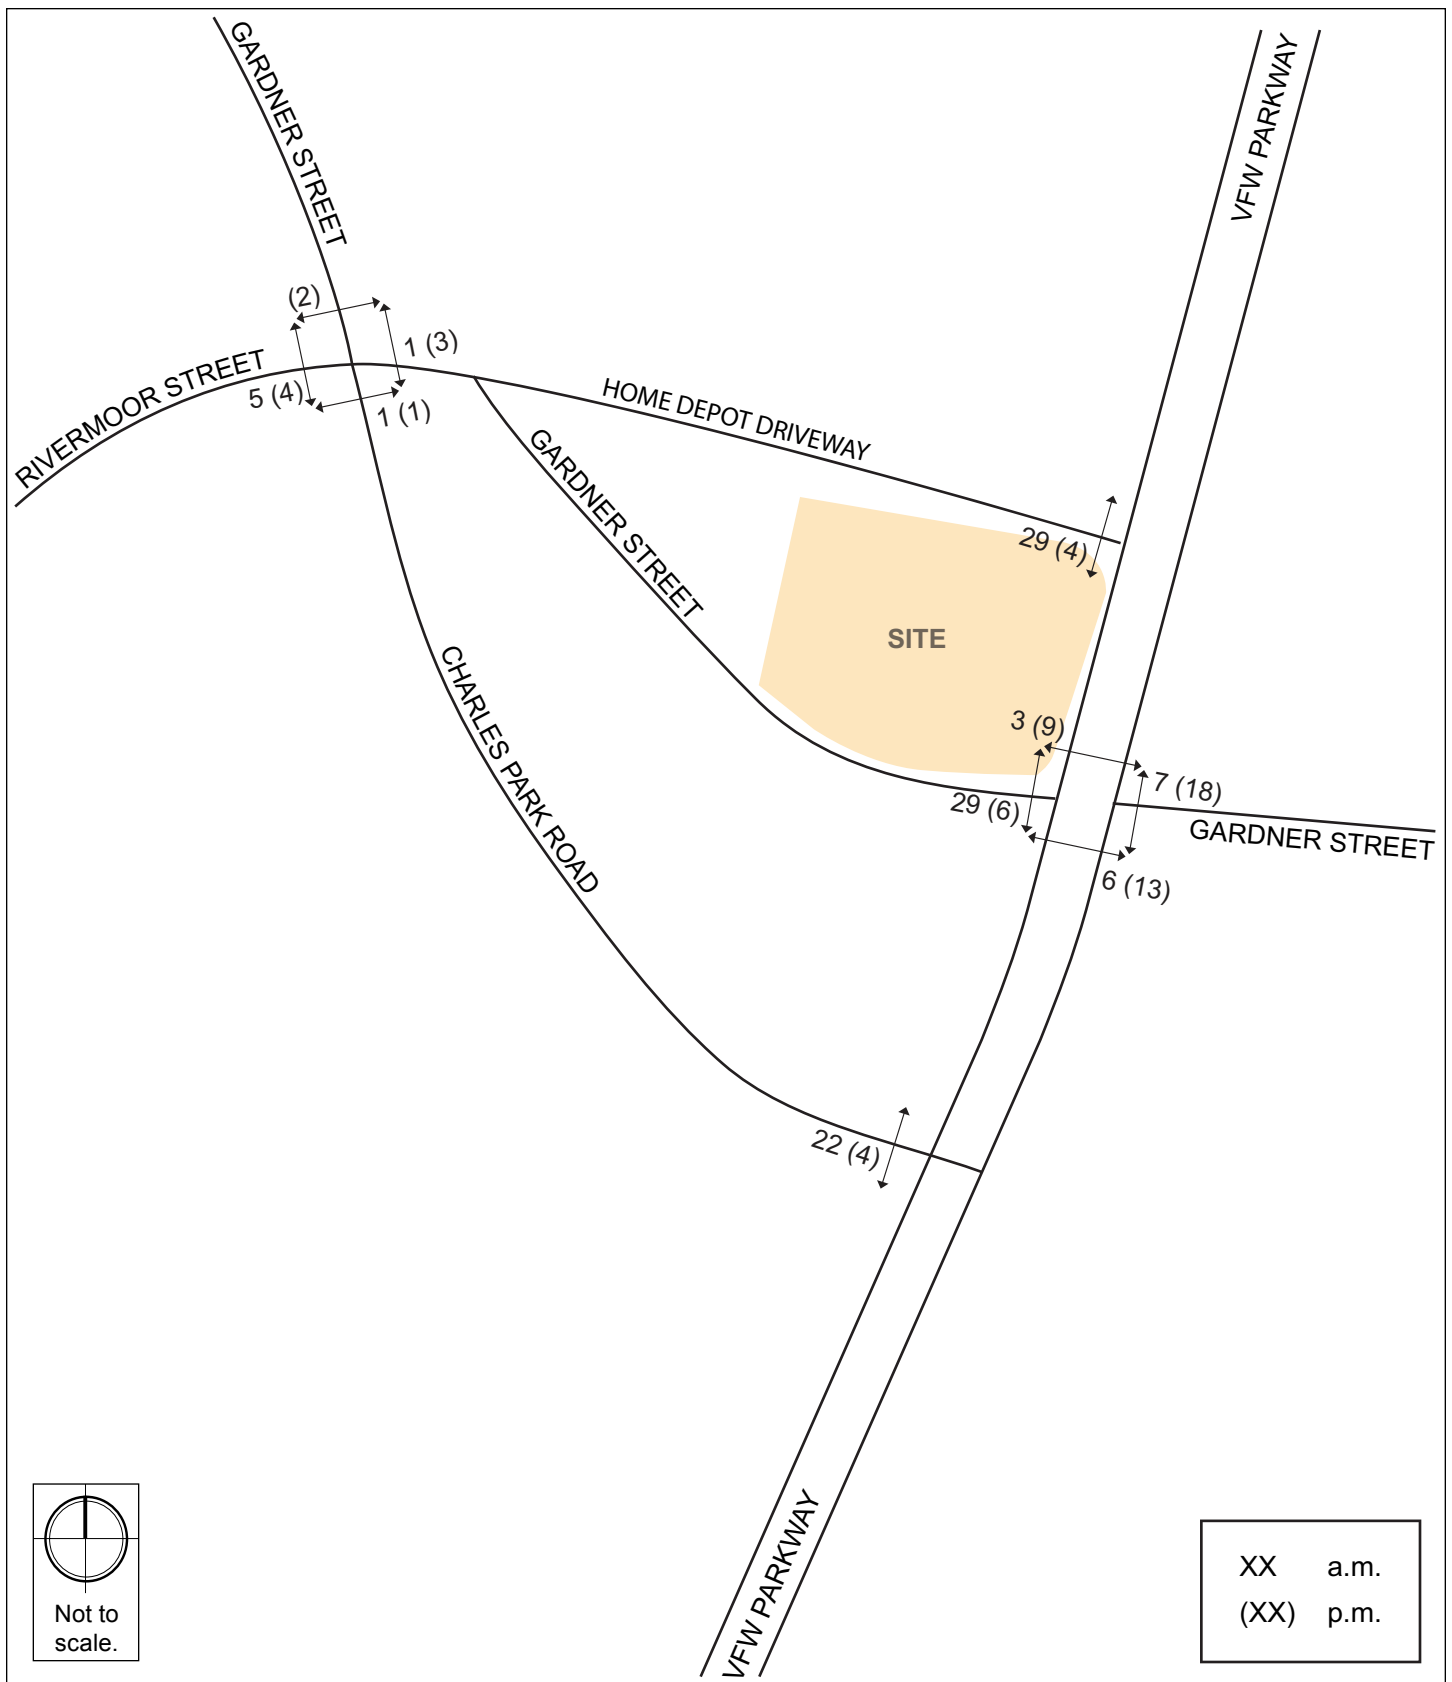 GARDNER STREET
VFW PARKWAY
(2)
1 (3)
RIVERMOOR STREET
5 (4)
1 (1)
HOME DEPOT DRIVEWAY
GARDNER STREET
29 (4)
SITE
CHARLES PARK ROAD
3 (9)
7 (18)
29 (6)
GARDNER STREET
6 (13)
22 (4)
VFW PARKWAY
Not to
scale.
XX a.m.
(XX) p.m.